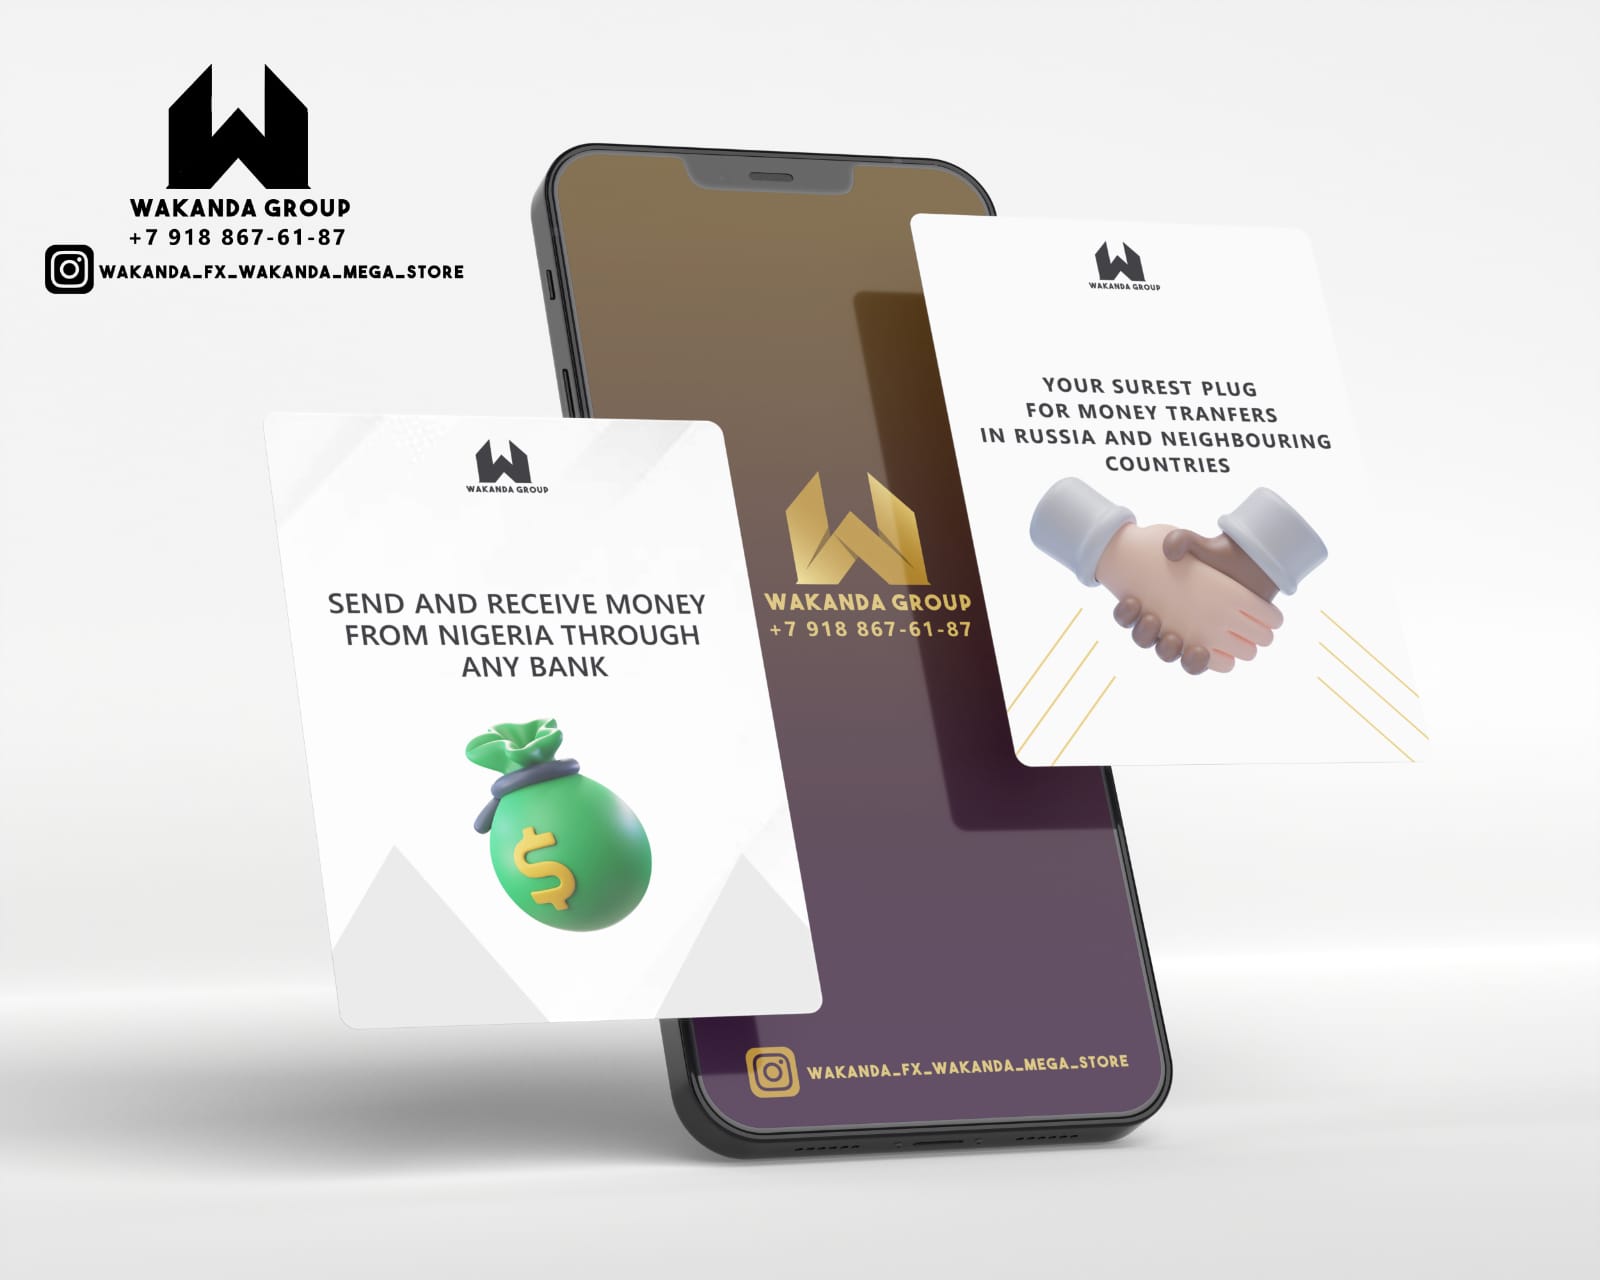 WAKANDA GROUP
+7 918 867-61-87
WAKANDA_FX_WAKANDA_MEGA_STORE
WAKANDA GROUP
YOUR SUREST PLUG
FOR MONEY TRANFERS
IN RUSSIA AND NEIGHBOURING
COUNTRIES
WAKANDA GROUP
SEND AND RECEIVE MONEY
FROM NIGERIA THROUGH
ANY BANK
$
WAKANDA GROUP
+7 918 867-61-87
WAKANDA_FX_WAKANDA_MEGA_STORE